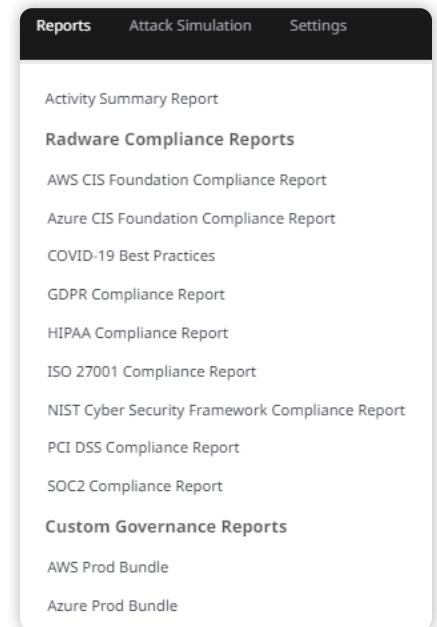 Reports Attack Simulation Settings
Activity Summary Report
Radware Compliance Reports
AWS CIS Foundation Compliance Report
Azure CIS Foundation Compliance Report
COVID-19 Best Practices
GDPR Compliance Report
HIPAA Compliance Report
ISO 27001 Compliance Report
NIST Cyber Security Framework Compliance Report
PCI DSS Compliance Report
SOC2 Compliance Report
Custom Governance Reports
AWS Prod Bundle
Azure Prod Bundle